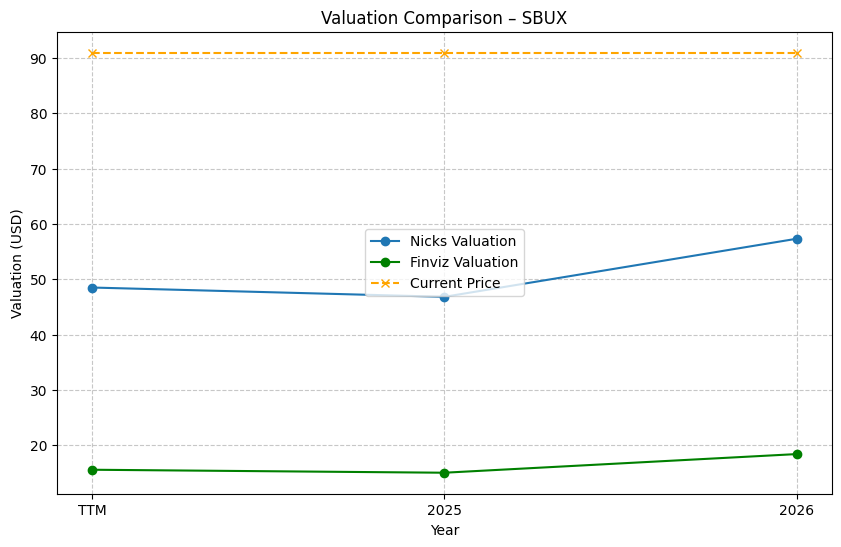 Valuation Comparison – SBUX
Valuation (USD)
90
80
70
60
50
40
30
20
Nicks Valuation
Finviz Valuation
Current Price
TTM
2025
2026
Year